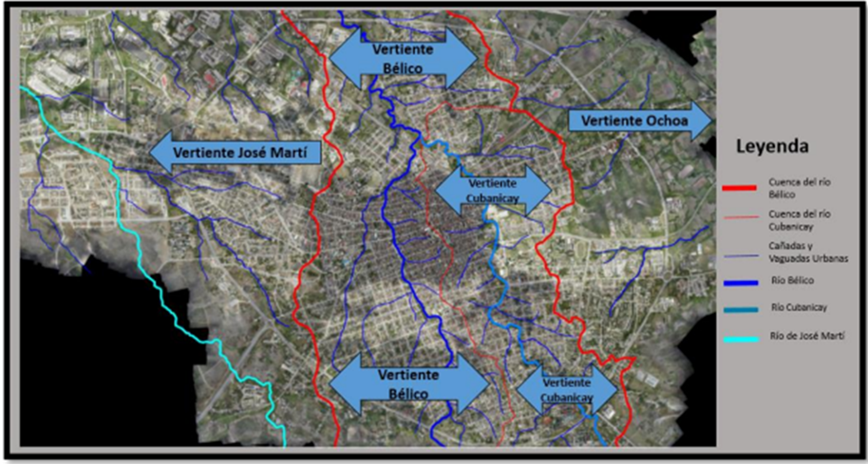 Vertiente
Bélico
Vertiente Ochoa
Vertiente José Martí
Vertiente
Cubanicay
Vertiente
Bélico
Vertiente
Cubanicay
Leyenda
Cuenca del río
Bélico
Cuenca del río
Cubanicay
Cañadas y
Vaguadas Urbanas
Río Bélico
Río Cubanicay
Río de José Martí